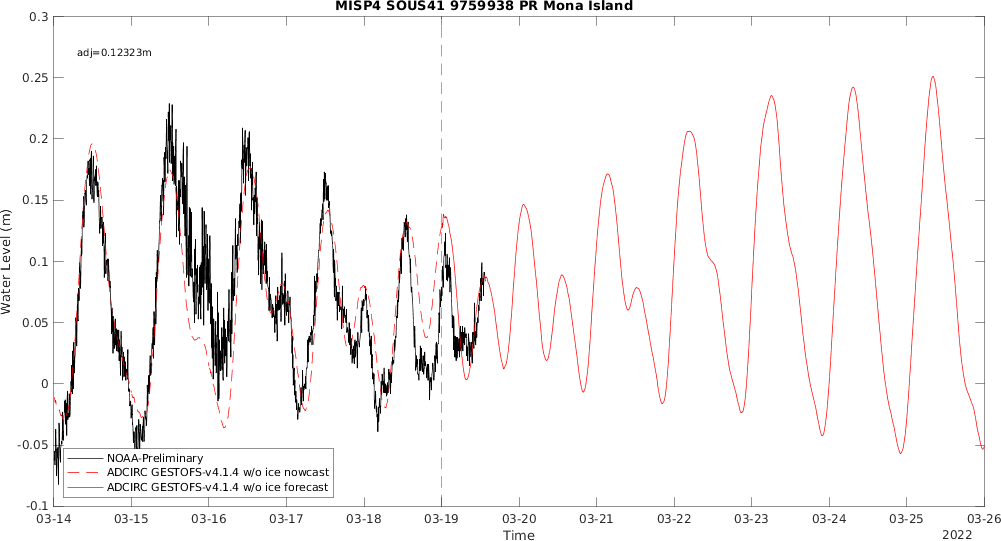 MISP4 SOUS41 9759938 PR Mona Island
adj=0.12323m
0.3
0.25
0.2
0.15
0.1
0.05
0
-0.05
-0.1
Water Level (m)
NOAA-Preliminary
ADCIRC GESTOFS-v4.1.4 w/o ice nowcast
ADCIRC GESTOFS-v4.1.4 w/o ice forecast
03-14 03-15 03-16 03-17 03-18 03-19 03-20 03-21 03-22 03-23 03-24 03-25 03-26
Time
2022